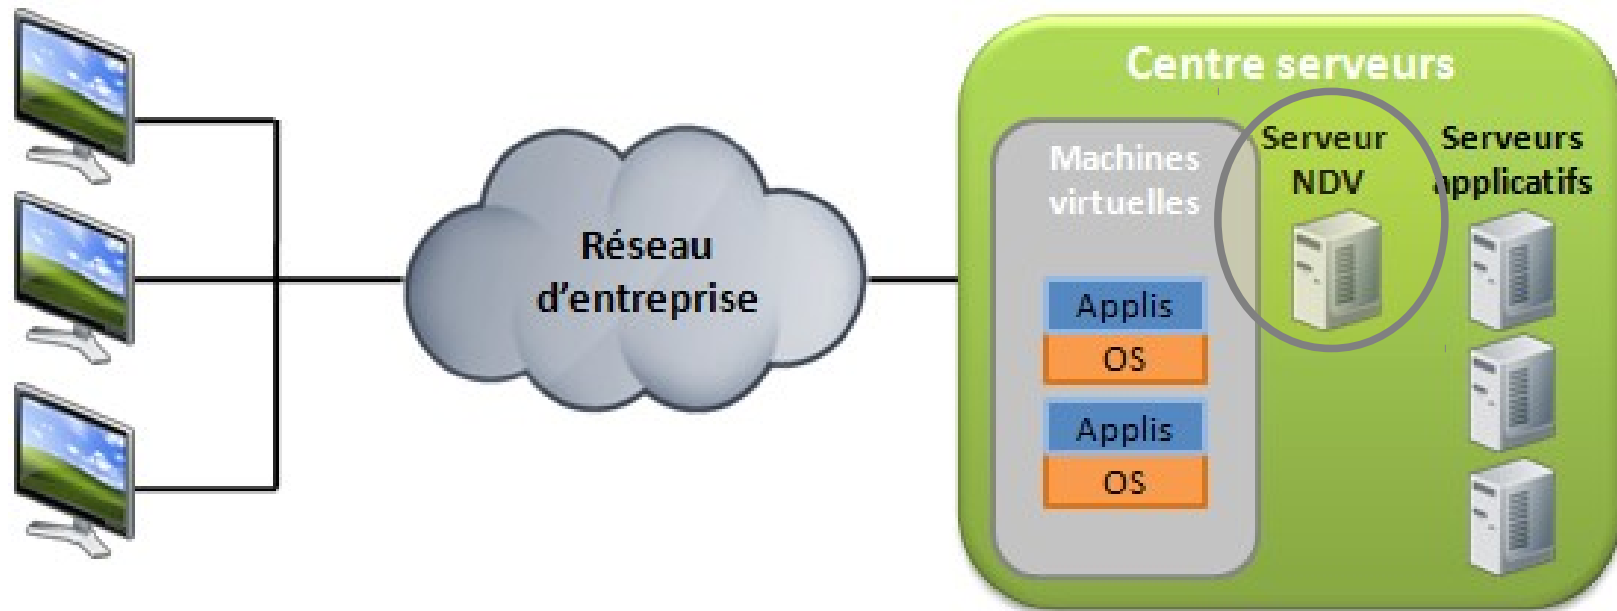 Centre serveurs
Réseau
d'entreprise
Machines
virtuelles
Applis
OS
Applis
OS
Serveur
NDV
Serveurs
applicatifs